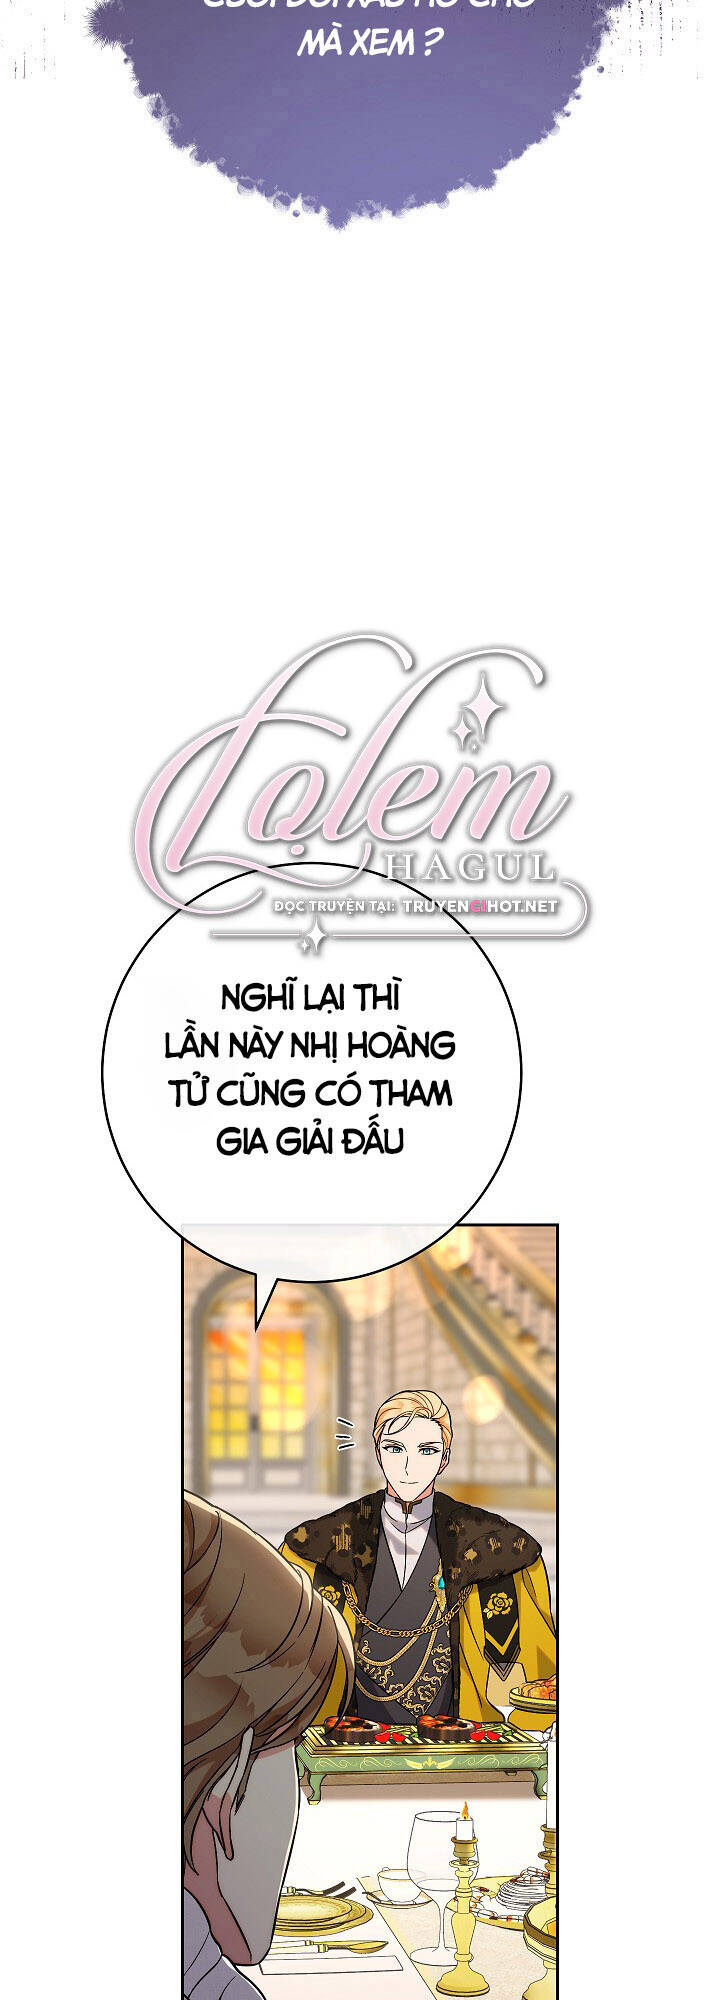 MÀ XEM ?
Lọlem
HAGUL
ĐỌC TRUYỆN TẠI: TRUYENGIHOT.NET
NGHĨ LẠI THÌ
LẦN NÀY NHỊ HOÀNG
TỬ CŨNG CÓ THAM
GIA GIẢI ĐẤU